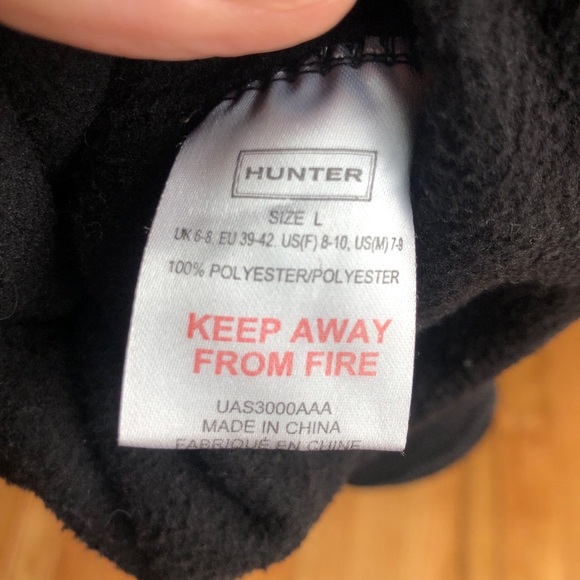 HUNTER
SIZE L
UK 6-8, EU 39-42, US(F) 8-10, US(M) 7-9
100% POLYESTER/POLYESTER
KEEP AWAY
FROM FIRE
UAS3000AAA
MADE IN CHINA
FABRIQUÉ EN CHINE